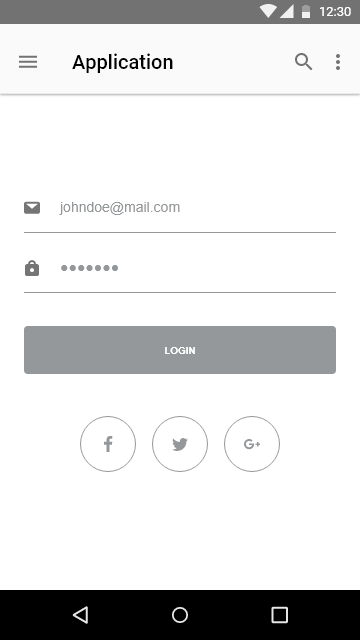 12:30
Application
johndoe@mail.com
•••••••
LOGIN
f
G+